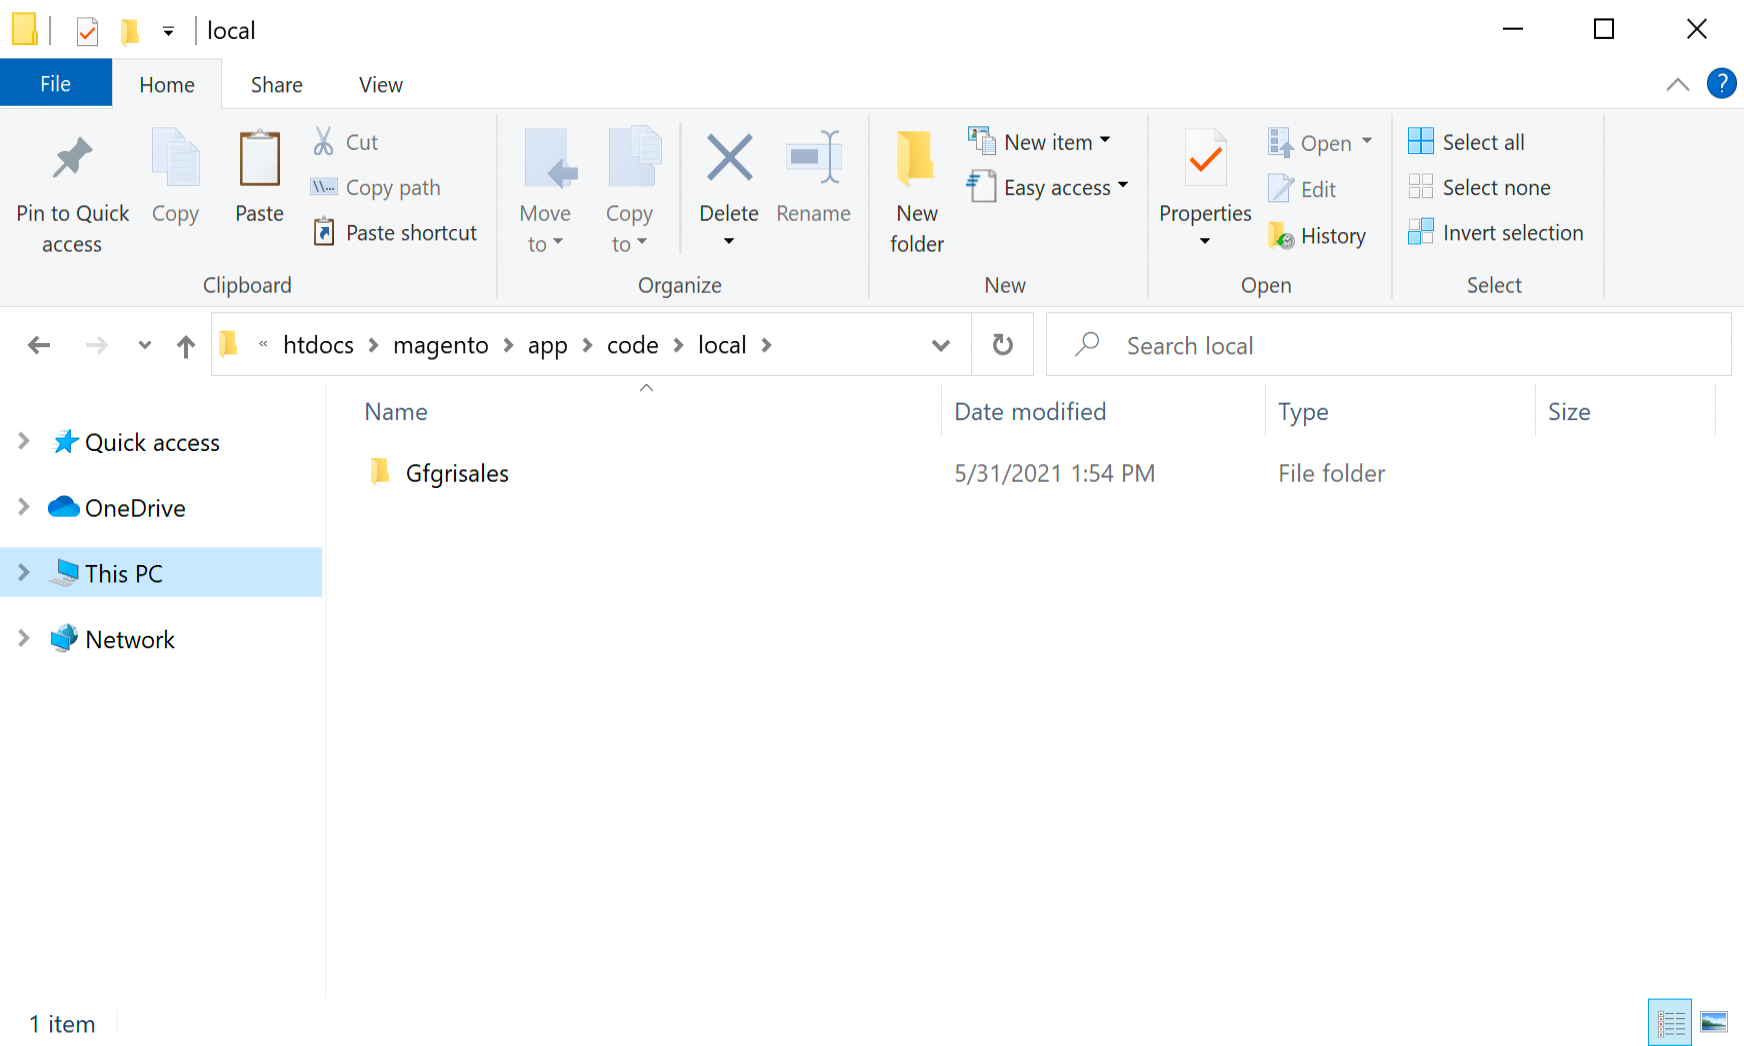 local
File Home Share View
?
Pin to Quick access
Copy
Paste
Cut
Copy path
Paste shortcut
Clipboard
Move to
Copy to
Delete
Rename
Organize
New folder
New item
Easy access
New
Properties
Open
Edit
History
Open
Select all
Select none
Invert selection
Select
« htdocs > magento > app > code > local >
Search local
Quick access
OneDrive
This PC
Network
Name Date modified Type Size
Gfgrisales 5/31/2021 1:54 PM File folder
1 item